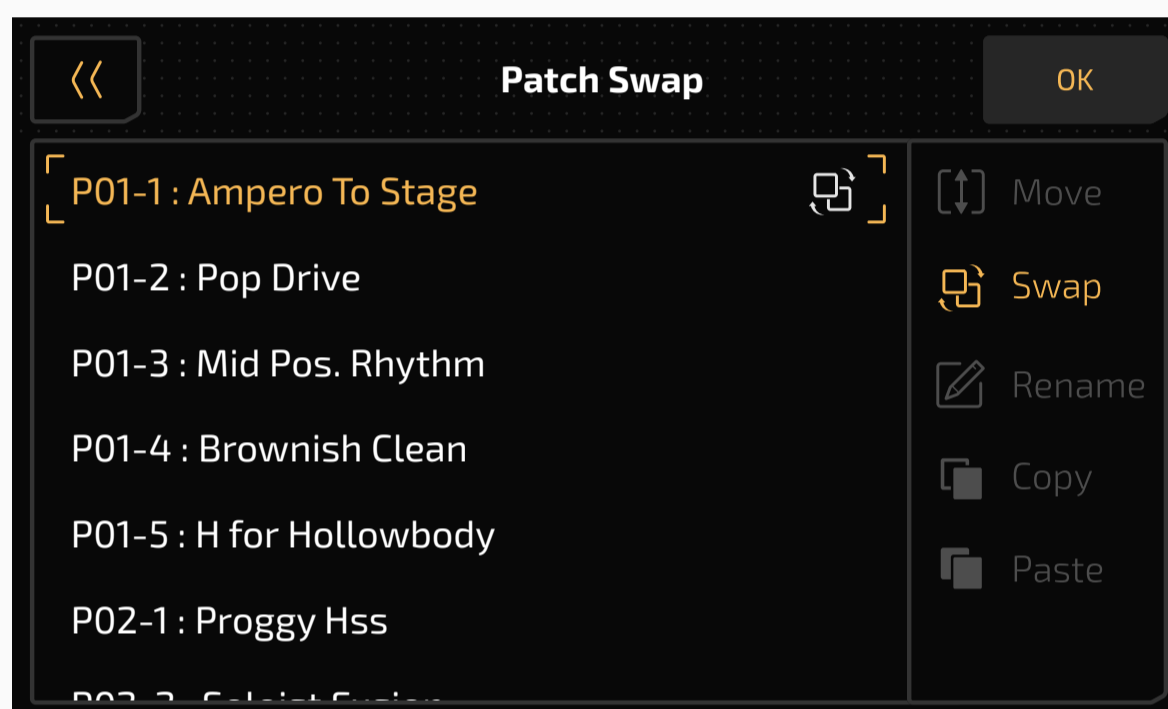 Patch Swap
OK
P01-1 : Ampero To Stage
P01-2 : Pop Drive
P01-3 : Mid Pos. Rhythm
P01-4 : Brownish Clean
P01-5 : H for Hollowbody
P02-1 : Proggy Hss
Move
Swap
Rename
Copy
Paste